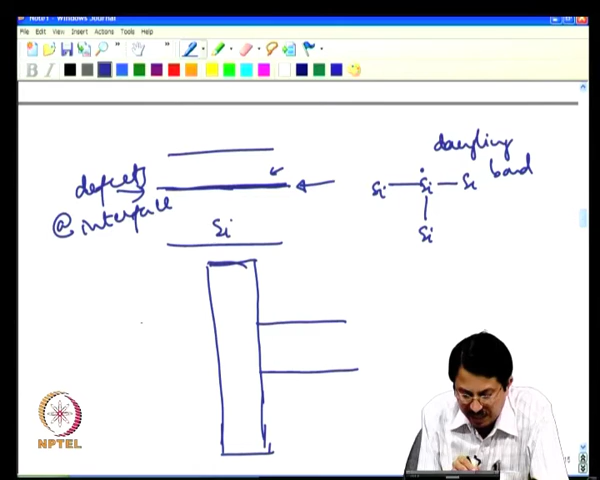 Note1 - Windows Journal
File Edit View Insert Actions Tools Help
B I
dangling
bond
defects
@ interface
Si
Si Si Si
Si
NPTEL